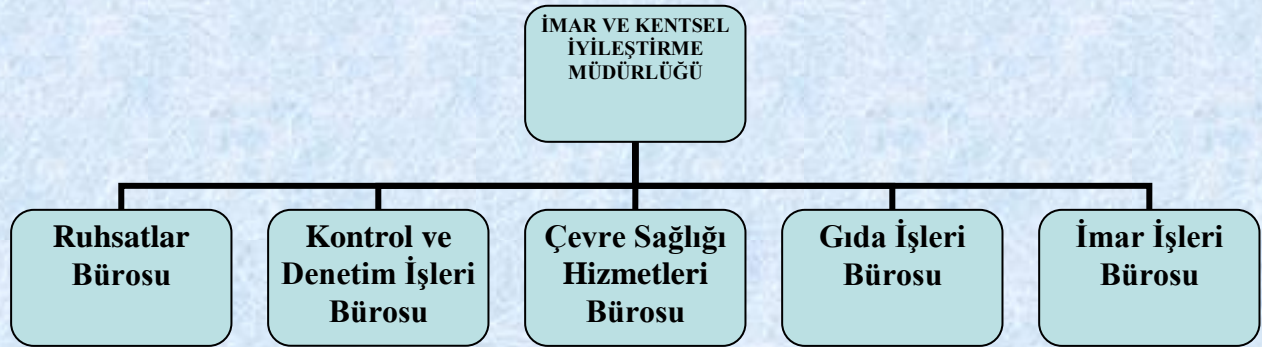 İMAR VE KENTSEL
İYİLEŞTİRME
MÜDÜRLÜĞÜ
Ruhsatlar
Bürosu
Kontrol ve
Denetim İşleri
Bürosu
Çevre Sağlığı
Hizmetleri
Bürosu
Gıda İşleri
Bürosu
İmar İşleri
Bürosu